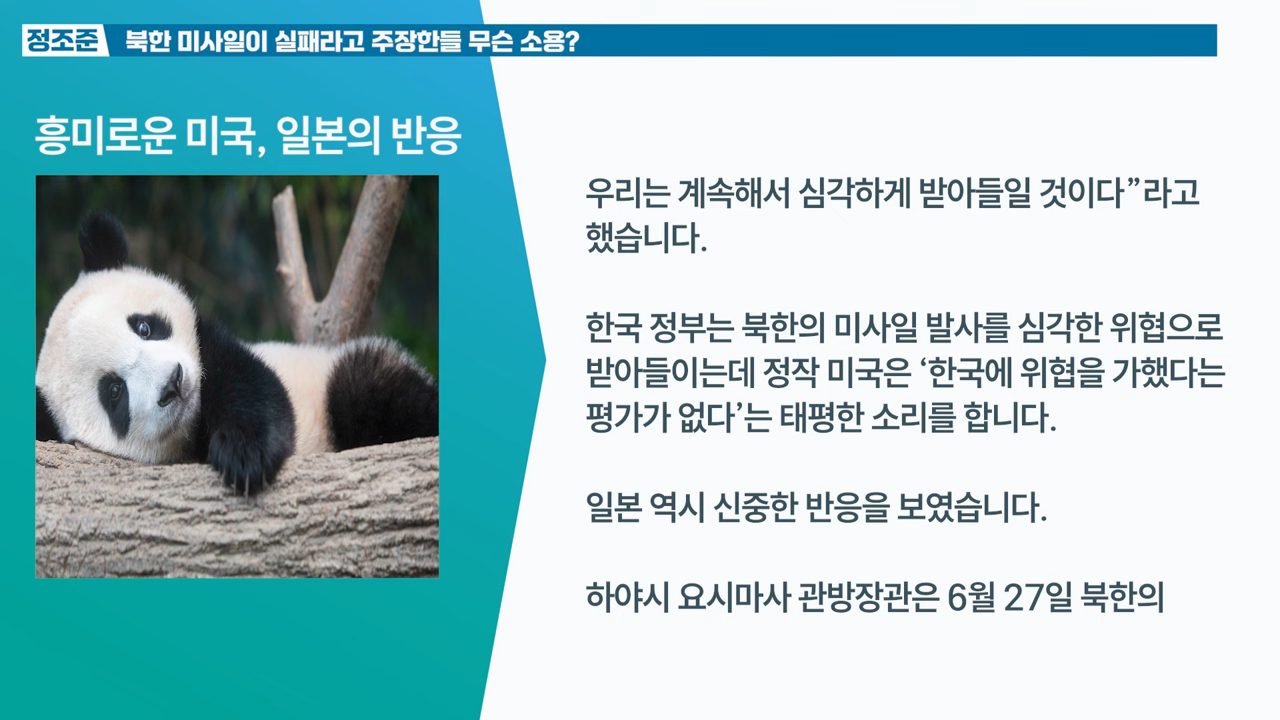 정조준 북한 미사일이 실패라고 주장한들 무슨 소용?
흥미로운 미국, 일본의 반응
우리는 계속해서 심각하게 받아들일 것이다”라고
했습니다.
한국 정부는 북한의 미사일 발사를 심각한 위협으로
받아들이는데 정작 미국은 ‘한국에 위협을 가했다는
평가가 없다’는 태평한 소리를 합니다.
일본 역시 신중한 반응을 보였습니다.
하야시 요시마사 관방장관은 6월 27일 북한의